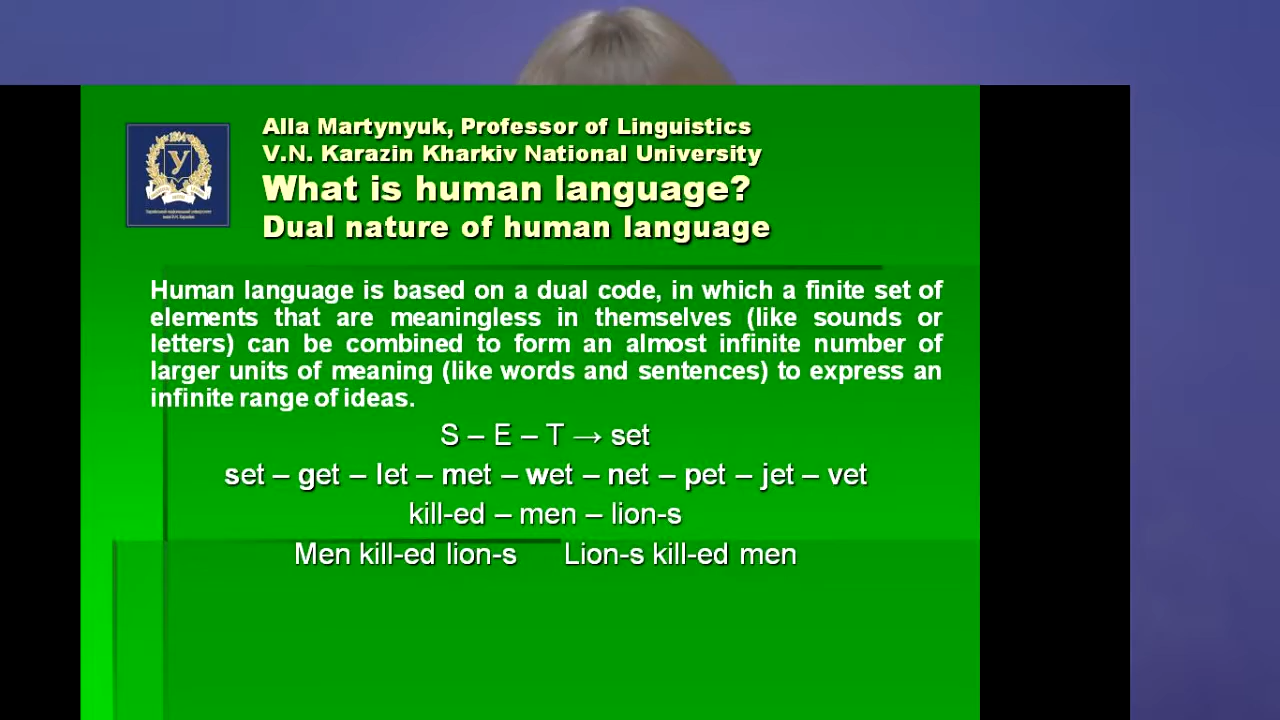 Alla Martynyuk, Professor of Linguistics
V.N. Karazin Kharkiv National University
What is human language?
Dual nature of human language
1804
У
Human language is based on a dual code, in which a finite set of
elements that are meaningless in themselves (like sounds or
letters) can be combined to form an almost infinite number of
larger units of meaning (like words and sentences) to express an
infinite range of ideas.
S – E – T → set
set – get – let – met – wet – net – pet – jet – vet
kill-ed – men – lion-s
Men kill-ed lion-s Lion-s kill-ed men